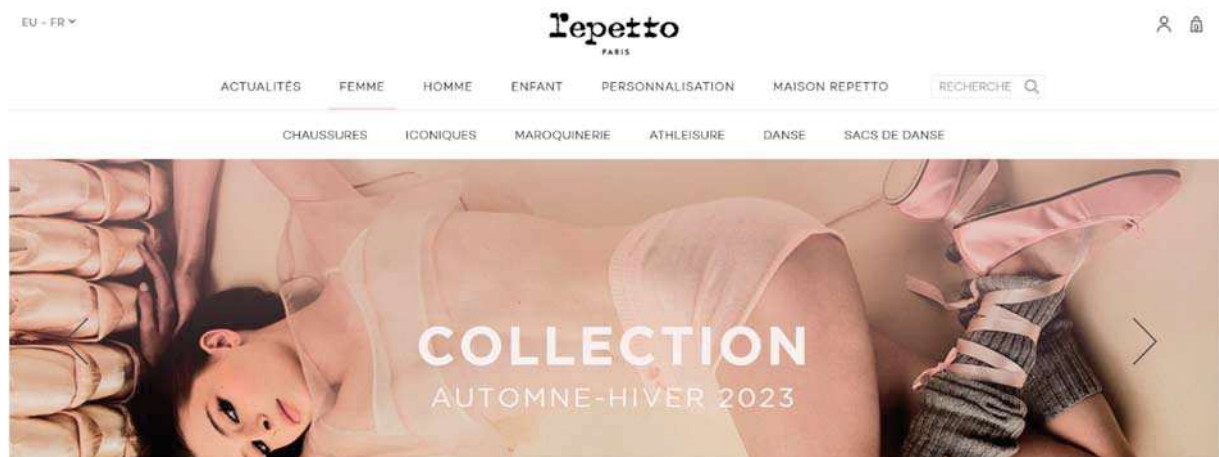 EU - FR
repetto
PARIS
0
ACTUALITÉS FEMME HOMME ENFANT PERSONNALISATION MAISON REPETTO RECHERCHE
CHAUSSURES ICONIQUES MAROQUINERIE ATHLEISURE DANSE SACS DE DANSE
COLLECTION
AUTOMNE-HIVER 2023